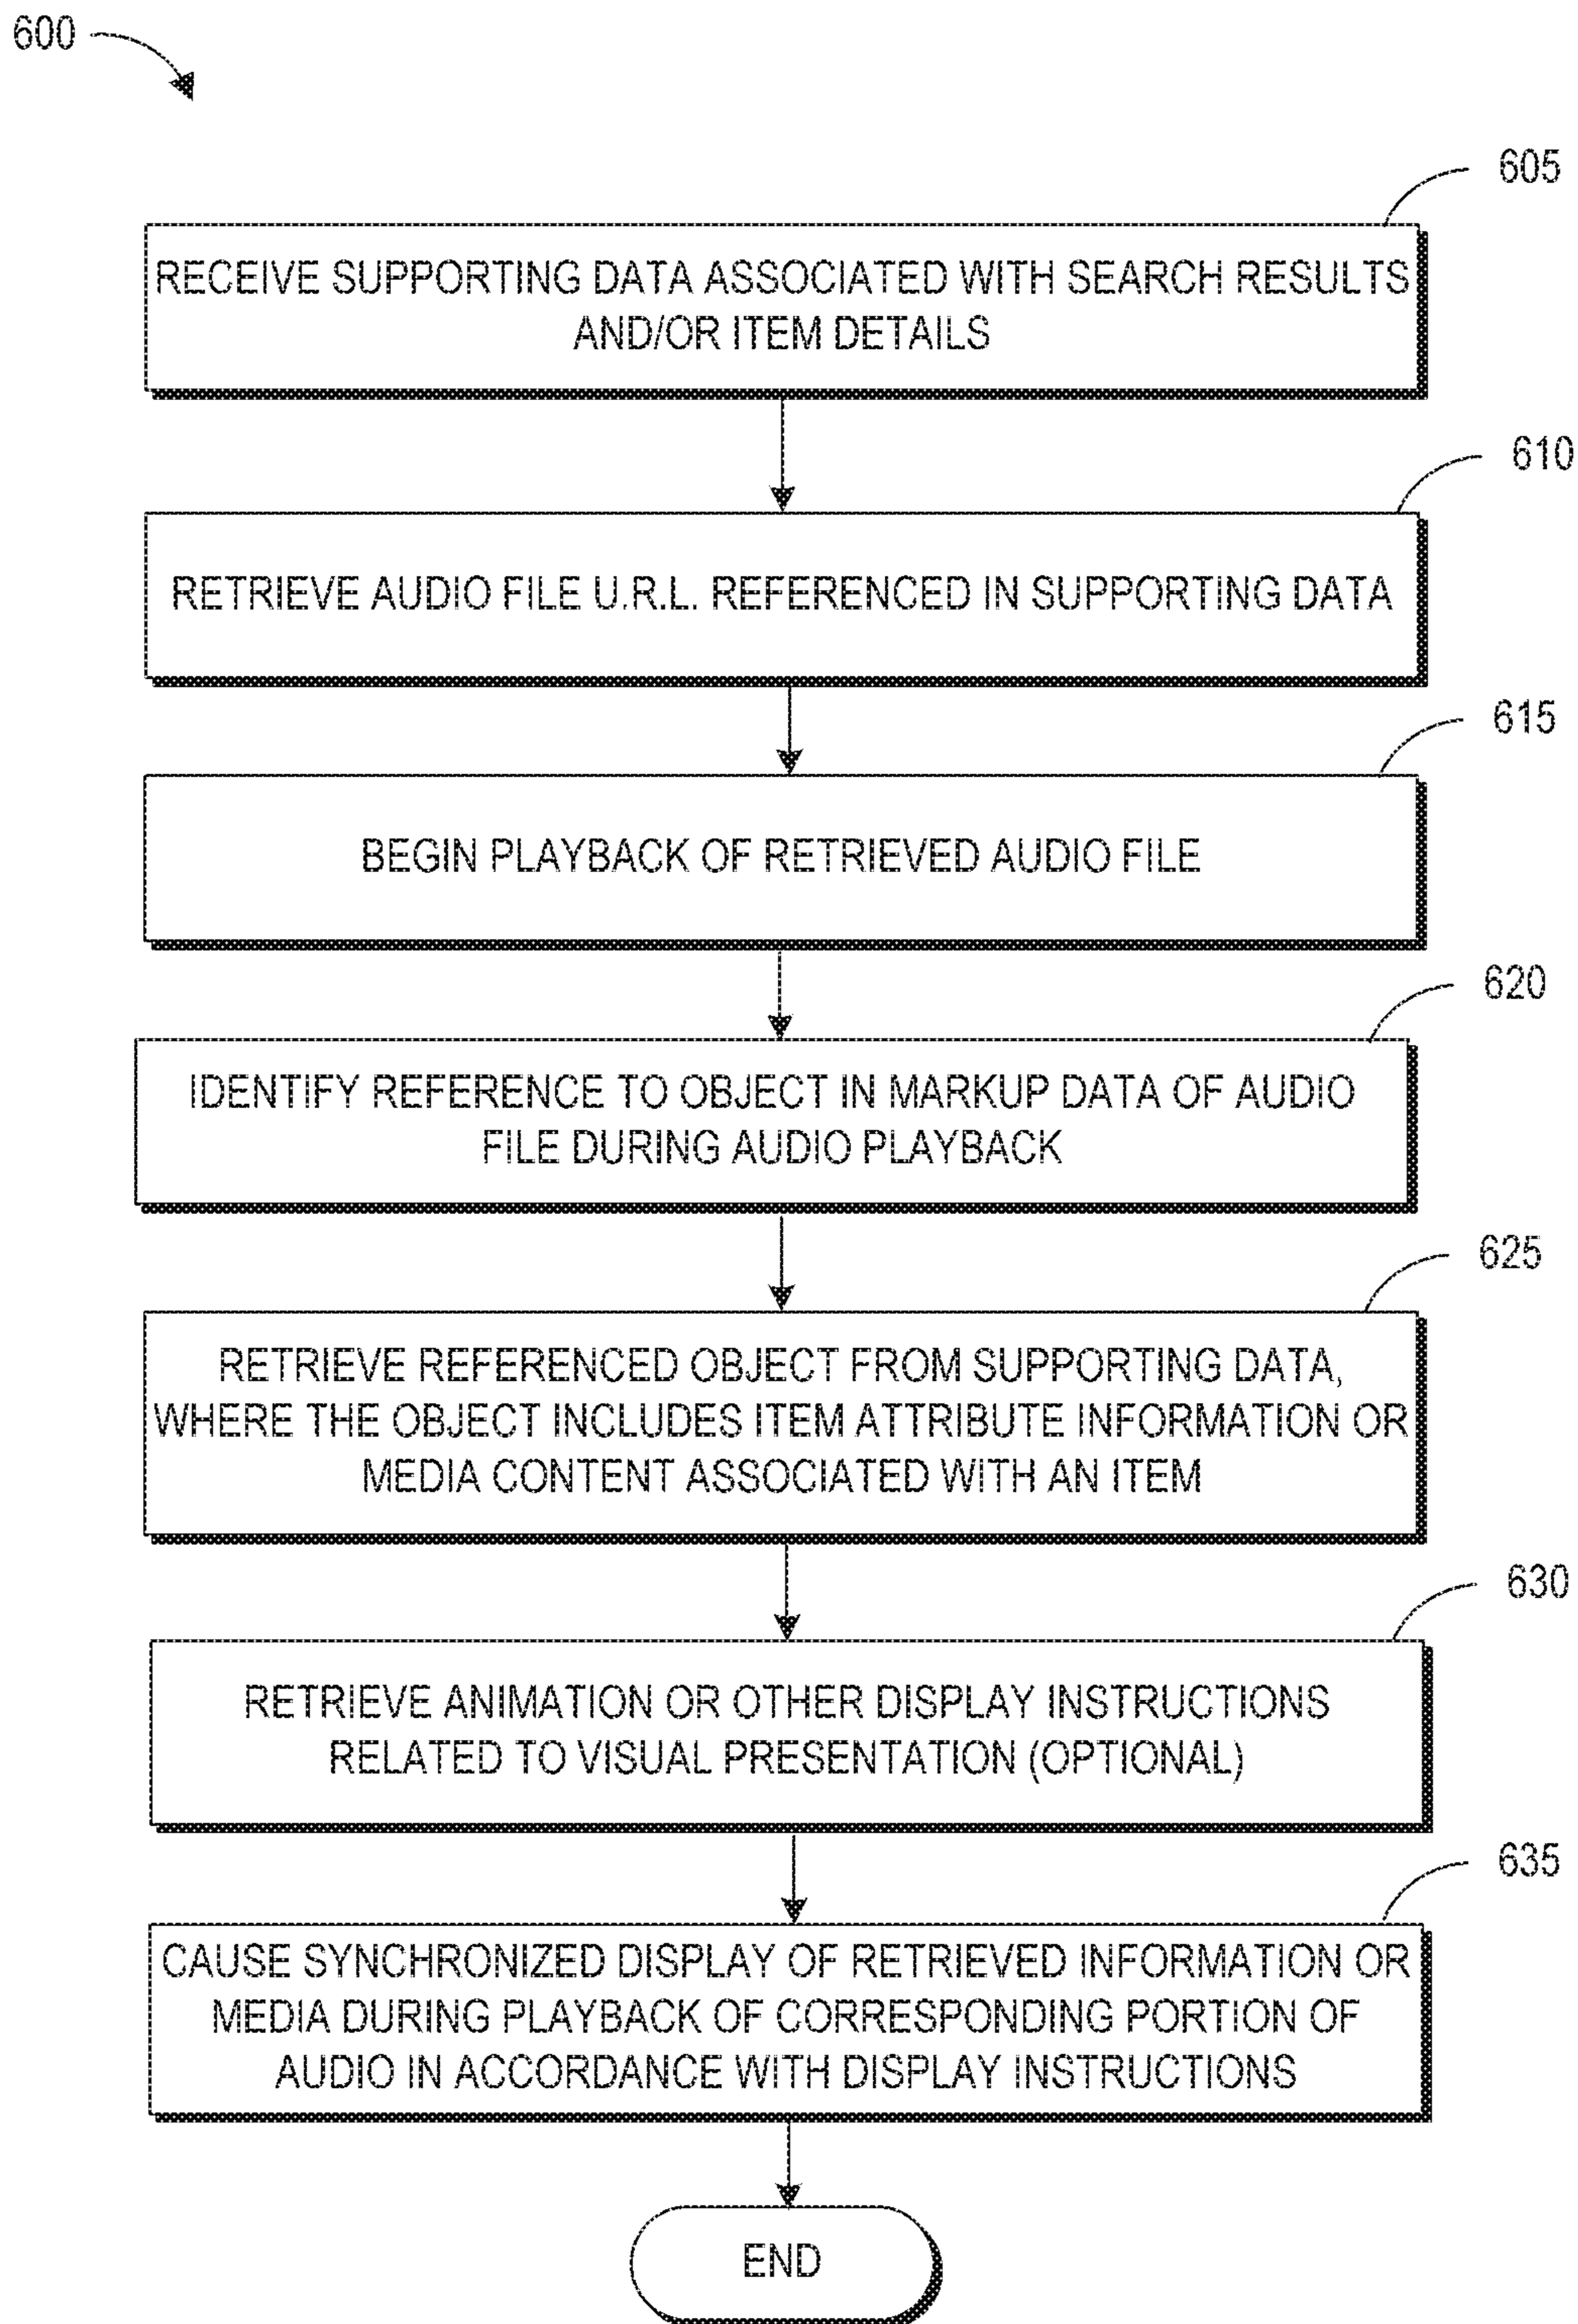 600
605
RECEIVE SUPPORTING DATA ASSOCIATED WITH SEARCH RESULTS
AND/OR ITEM DETAILS
610
RETRIEVE AUDIO FILE U.R.L. REFERENCED IN SUPPORTING DATA
615
BEGIN PLAYBACK OF RETRIEVED AUDIO FILE
620
IDENTIFY REFERENCE TO OBJECT IN MARKUP DATA OF AUDIO
FILE DURING AUDIO PLAYBACK
625
RETRIEVE REFERENCED OBJECT FROM SUPPORTING DATA,
WHERE THE OBJECT INCLUDES ITEM ATTRIBUTE INFORMATION OR
MEDIA CONTENT ASSOCIATED WITH AN ITEM
630
RETRIEVE ANIMATION OR OTHER DISPLAY INSTRUCTIONS
RELATED TO VISUAL PRESENTATION (OPTIONAL)
635
CAUSE SYNCHRONIZED DISPLAY OF RETRIEVED INFORMATION OR
MEDIA DURING PLAYBACK OF CORRESPONDING PORTION OF
AUDIO IN ACCORDANCE WITH DISPLAY INSTRUCTIONS
END